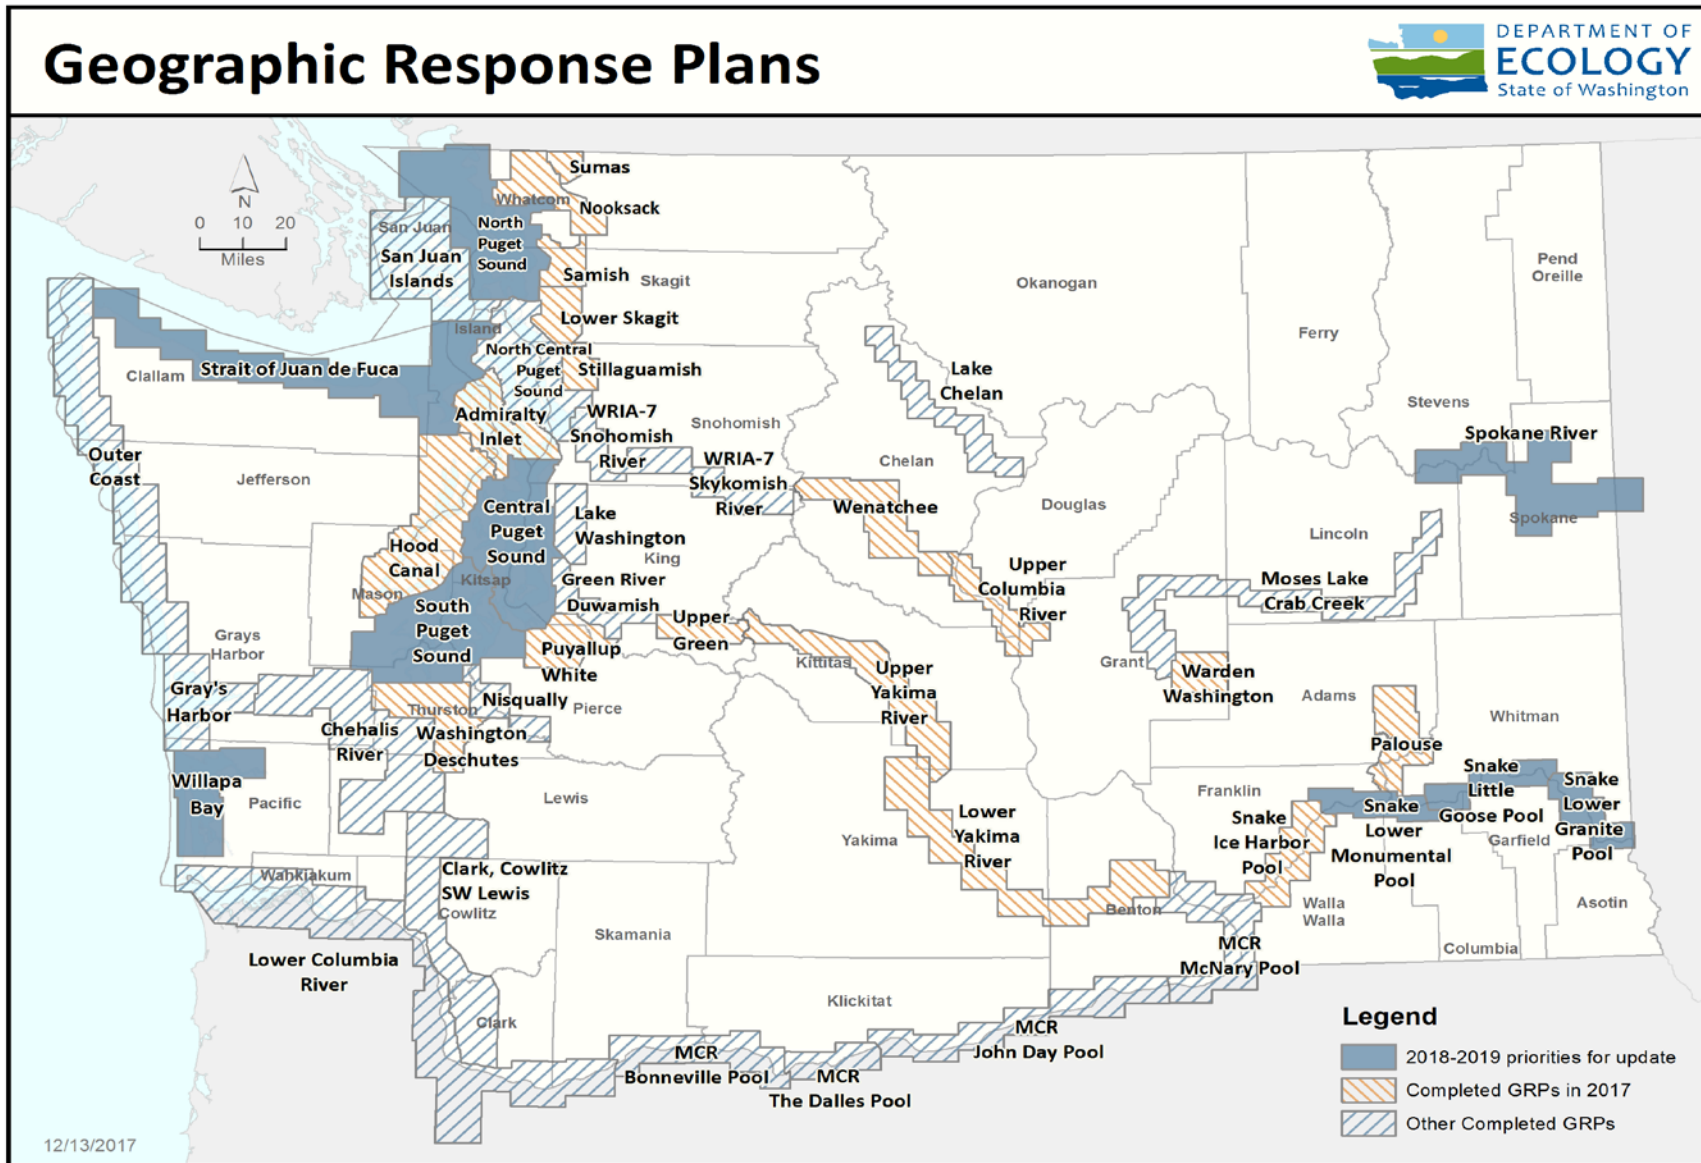 Geographic Response Plans
DEPARTMENT OF
ECOLOGY
State of Washington
N
0 10 20
Miles
Sumas
Whatcom
Nooksack
North
Puget
Sound
San Juan
San Juan
Islands
Samish
Skagit
Lower Skagit
Island
North Central
Puget
Sound
Stillaguamish
Strait of Juan de Fuca
Clallam
Admiralty
Inlet
WRIA-7
Snohomish
River
Snohomish
WRIA-7
Skykomish
River
Outer
Coast
Jefferson
Central
Puget
Sound
Lake
Washington
King
Hood
Canal
Mason
Kitsap
Green River
Duwamish
South
Puget
Sound
Upper
Green
Puyallup
White
Grays
Harbor
Gray's
Harbor
Thurston
Nisqually
Pierce
Chehalis
River
Washington
Deschutes
Willapa
Bay
Pacific
Lewis
Wahkiakum
Clark, Cowlitz
SW Lewis
Cowlitz
Lower Columbia
River
Skamania
Clark
Okanogan
Ferry
Pend
Oreille
Stevens
Lake
Chelan
Chelan
Wenatchee
Douglas
Upper
Columbia
River
Spokane River
Spokane
Lincoln
Moses Lake
Crab Creek
Kittitas
Upper
Yakima
River
Grant
Warden
Washington
Adams
Whitman
Palouse
Franklin
Snake
Ice Harbor
Pool
Snake
Lower
Monumental
Pool
Snake
Little
Goose Pool
Snake
Lower
Granite
Pool
Garfield
Yakima
Lower
Yakima
River
Benton
Walla
Walla
Columbia
Asotin
MCR
McNary Pool
Klickitat
MCR
John Day Pool
MCR
Bonneville Pool
MCR
The Dalles Pool
Legend
2018-2019 priorities for update
Completed GRPs in 2017
Other Completed GRPs
12/13/2017